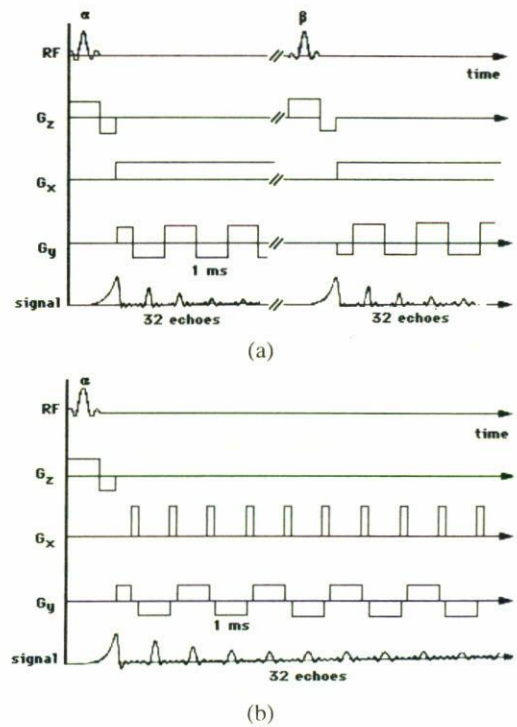 α
β
RF
time
Gz
Gx
Gy
1 ms
signal
32 echoes
32 echoes
(a)
α
RF
time
Gz
Gx
Gy
1 ms
signal
32 echoes
(b)